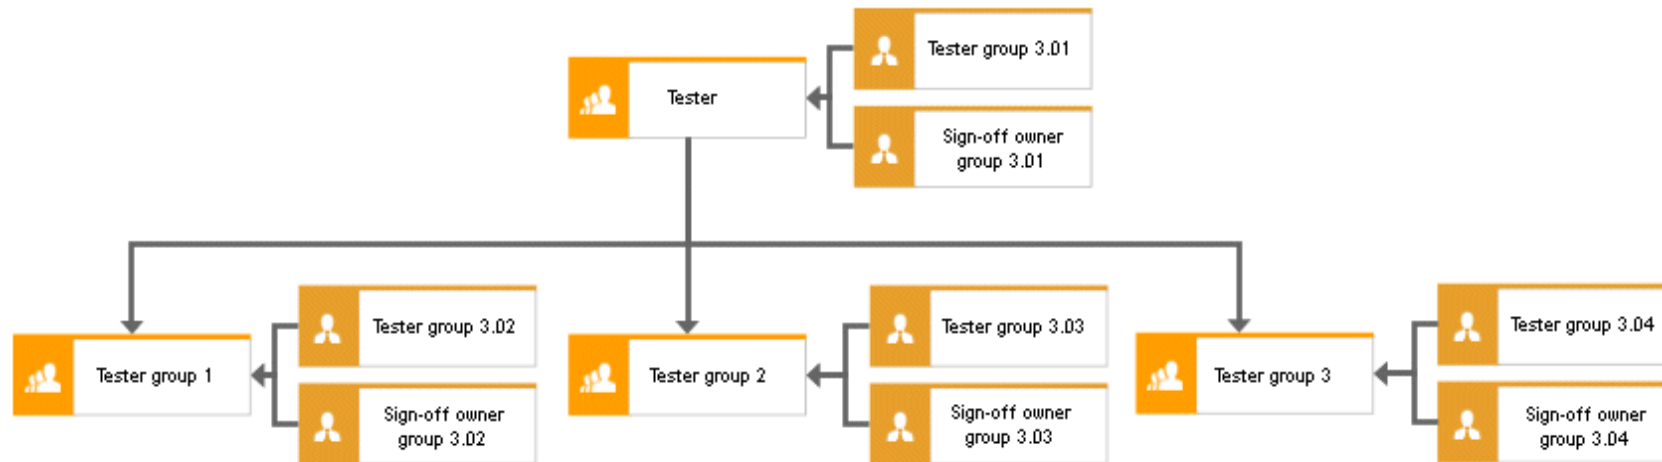 Tester group 3.01
Tester
Sign-off owner
group 3.01
Tester group 3.02
Tester group 1
Sign-off owner
group 3.02
Tester group 3.03
Tester group 2
Sign-off owner
group 3.03
Tester group 3.04
Tester group 3
Sign-off owner
group 3.04